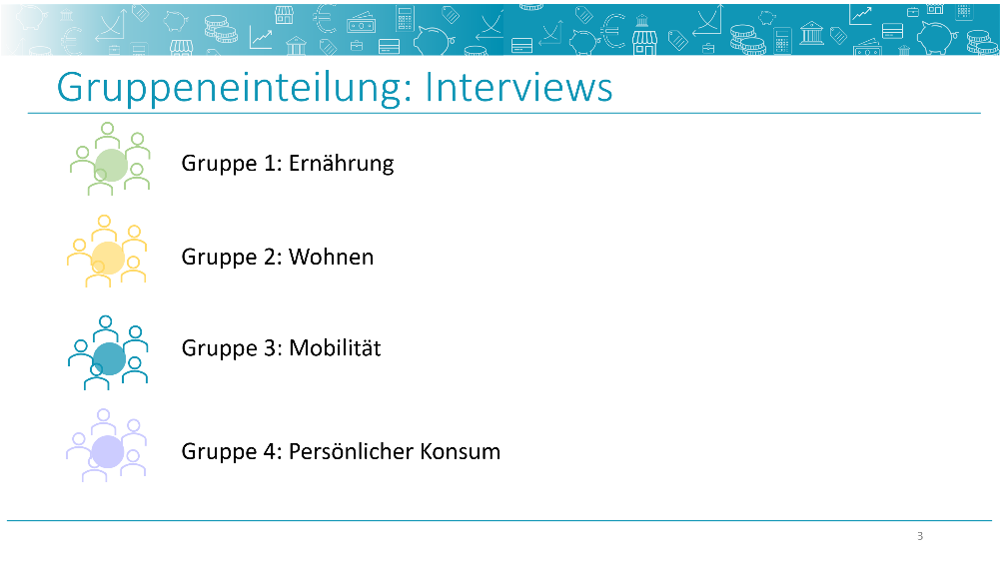 Gruppeneinteilung: Interviews
Gruppe 1: Ernährung
Gruppe 2: Wohnen
Gruppe 3: Mobilität
Gruppe 4: Persönlicher Konsum
3